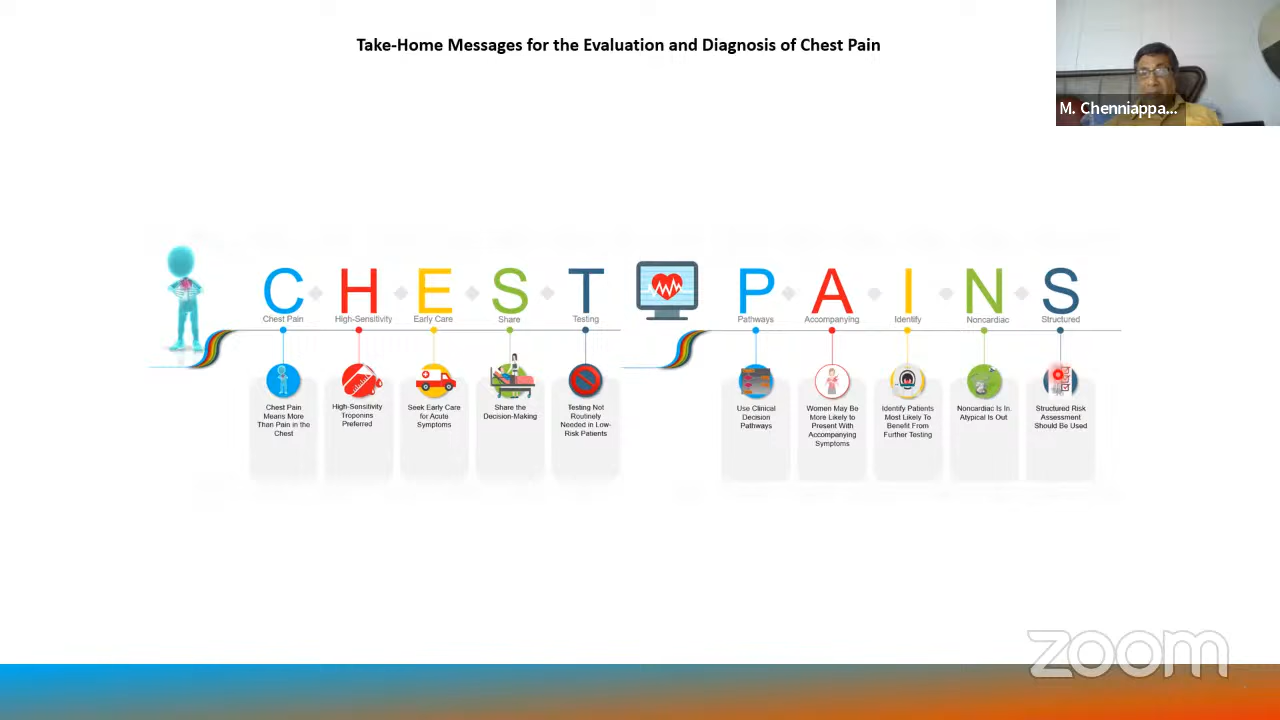 Take-Home Messages for the Evaluation and Diagnosis of Chest Pain
M. Chenniappa...
C H E S T P A I N S
Chest Pain
High-Sensitivity
Early Care
Share
Testing
Pathways
Accompanying
Identify
Noncardiac
Structured
Chest Pain
Means More
Than Pain in the
Chest
High-Sensitivity
Troponins
Preferred
Seek Early Care
for Acute
Symptoms
Share the
Decision-Making
Testing Not
Routinely
Needed in Low-
Risk Patients
Use Clinical
Decision
Pathways
Women May Be
More Likely to
Present With
Accompanying
Symptoms
Identify Patients
Most Likely To
Benefit From
Further Testing
Noncardiac Is In.
Atypical Is Out
Structured Risk
Assessment
Should Be Used
zoom